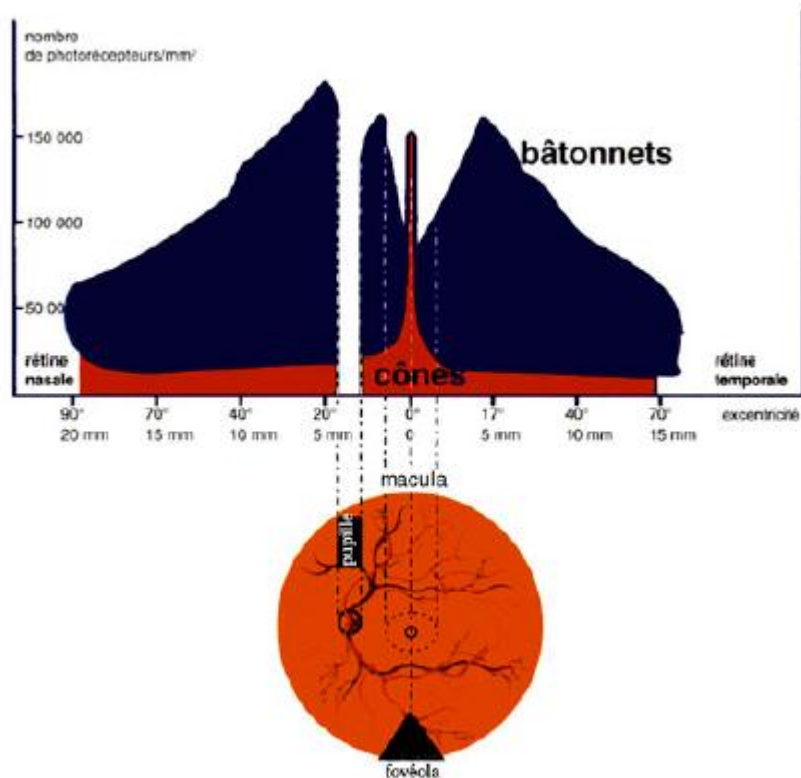 nombre
de photorécepteurs/mm²
150 000
bâtonnets
100 000
50 00
rétine
nasale
cônes
rétine
temporale
90° 70° 40° 20° 0° 17° 40° 70° excentricité
20 mm 15 mm 10 mm 5 mm 0 5 mm 10 mm 15 mm
macula
pupille
fovéola